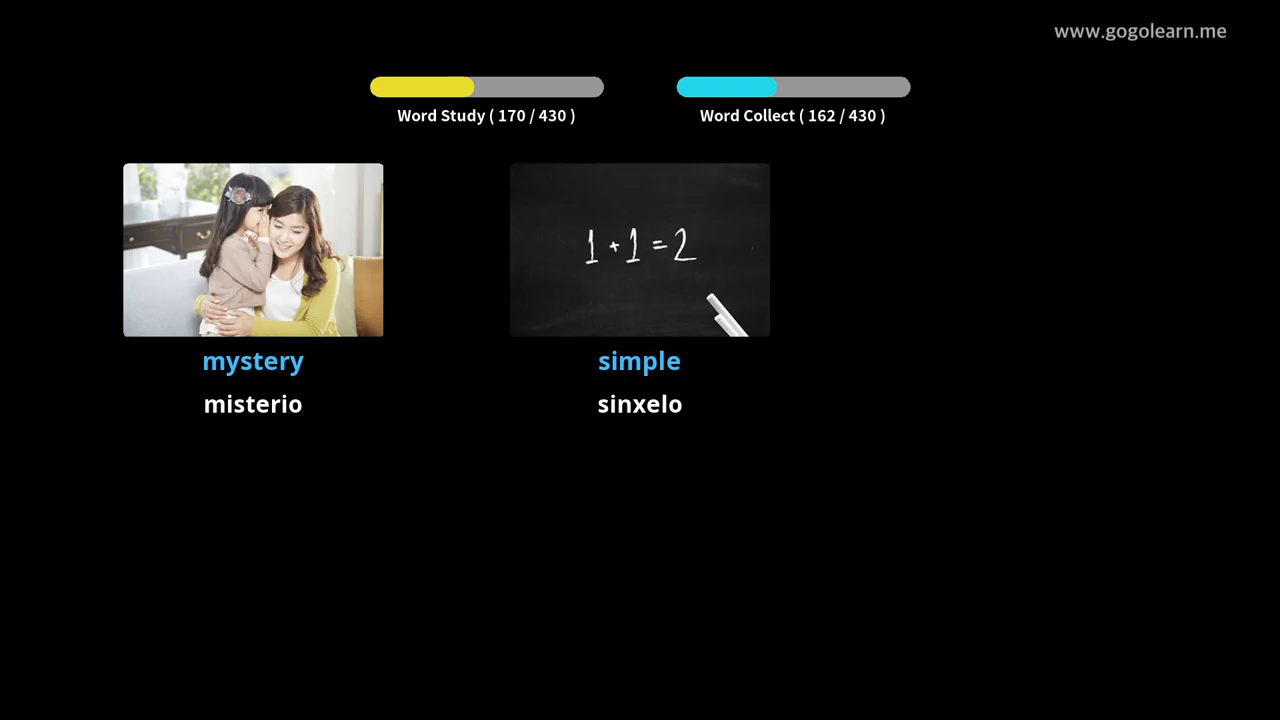 www.gogolearn.me
Word Study ( 170 / 430 )
Word Collect ( 162 / 430 )
1 + 1 = 2
mystery
simple
misterio
sinxelo